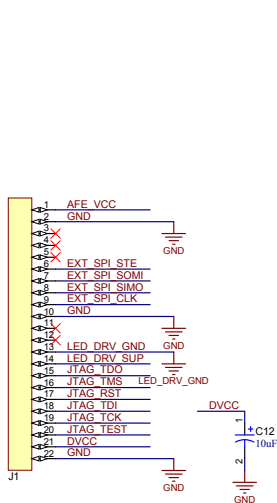 1 AFE_VCC
2 GND
3
GND
4
5
6 EXT_SPI_STE
7 EXT_SPI_SOMI
8 EXT_SPI_SIMO
9 EXT_SPI_CLK
10 GND
11
GND
12
13 LED_DRV_GND
14 LED_DRV_SUP
15 JTAG_TDO
16 JTAG_TMS LED_DRV_GND
17 JTAG_RST
18 JTAG_TDI
19 JTAG_TCK
20 JTAG_TEST
21 DVCC
22 GND
J1
GND
DVCC
1
C12
10uF
2
GND